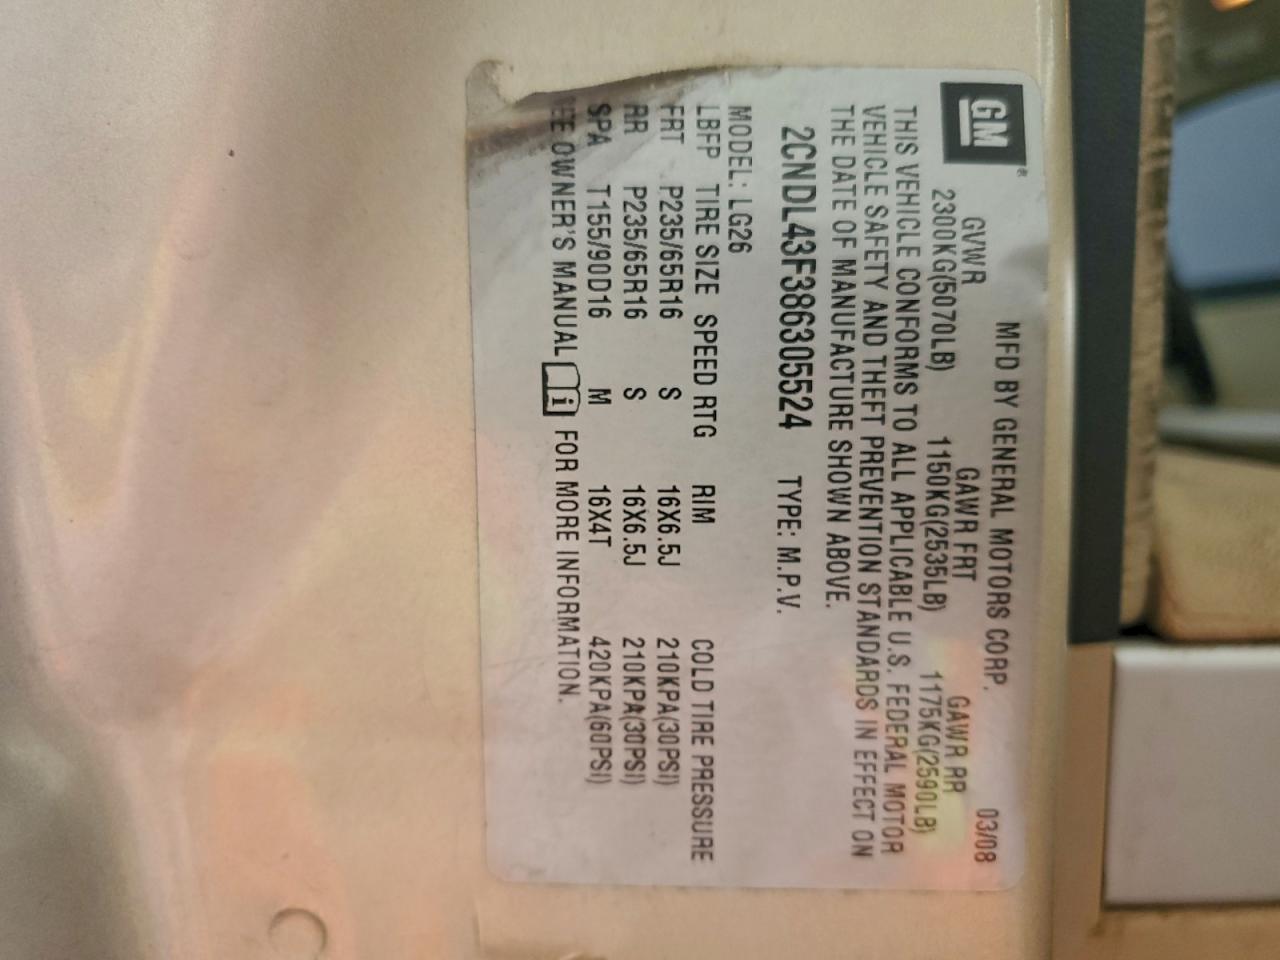 GM®
MFD BY GENERAL MOTORS CORP. 03/08
GVWR GAWR FRT GAWR RR
2300KG(5070LB) 1150KG(2535LB) 1175KG(2590LB)
THIS VEHICLE CONFORMS TO ALL APPLICABLE U.S. FEDERAL MOTOR
VEHICLE SAFETY AND THEFT PREVENTION STANDARDS IN EFFECT ON
THE DATE OF MANUFACTURE SHOWN ABOVE.
2CNDL43F386305524 TYPE: M.P.V.
MODEL: LG26
LBFP TIRE SIZE SPEED RTG RIM COLD TIRE PRESSURE
FRT P235/65R16 S 16X6.5J 210KPA(30PSI)
RR P235/65R16 S 16X6.5J 210KPA(30PSI)
SPA T155/90D16 M 16X4T 420KPA(60PSI)
SEE OWNER'S MANUAL i FOR MORE INFORMATION.